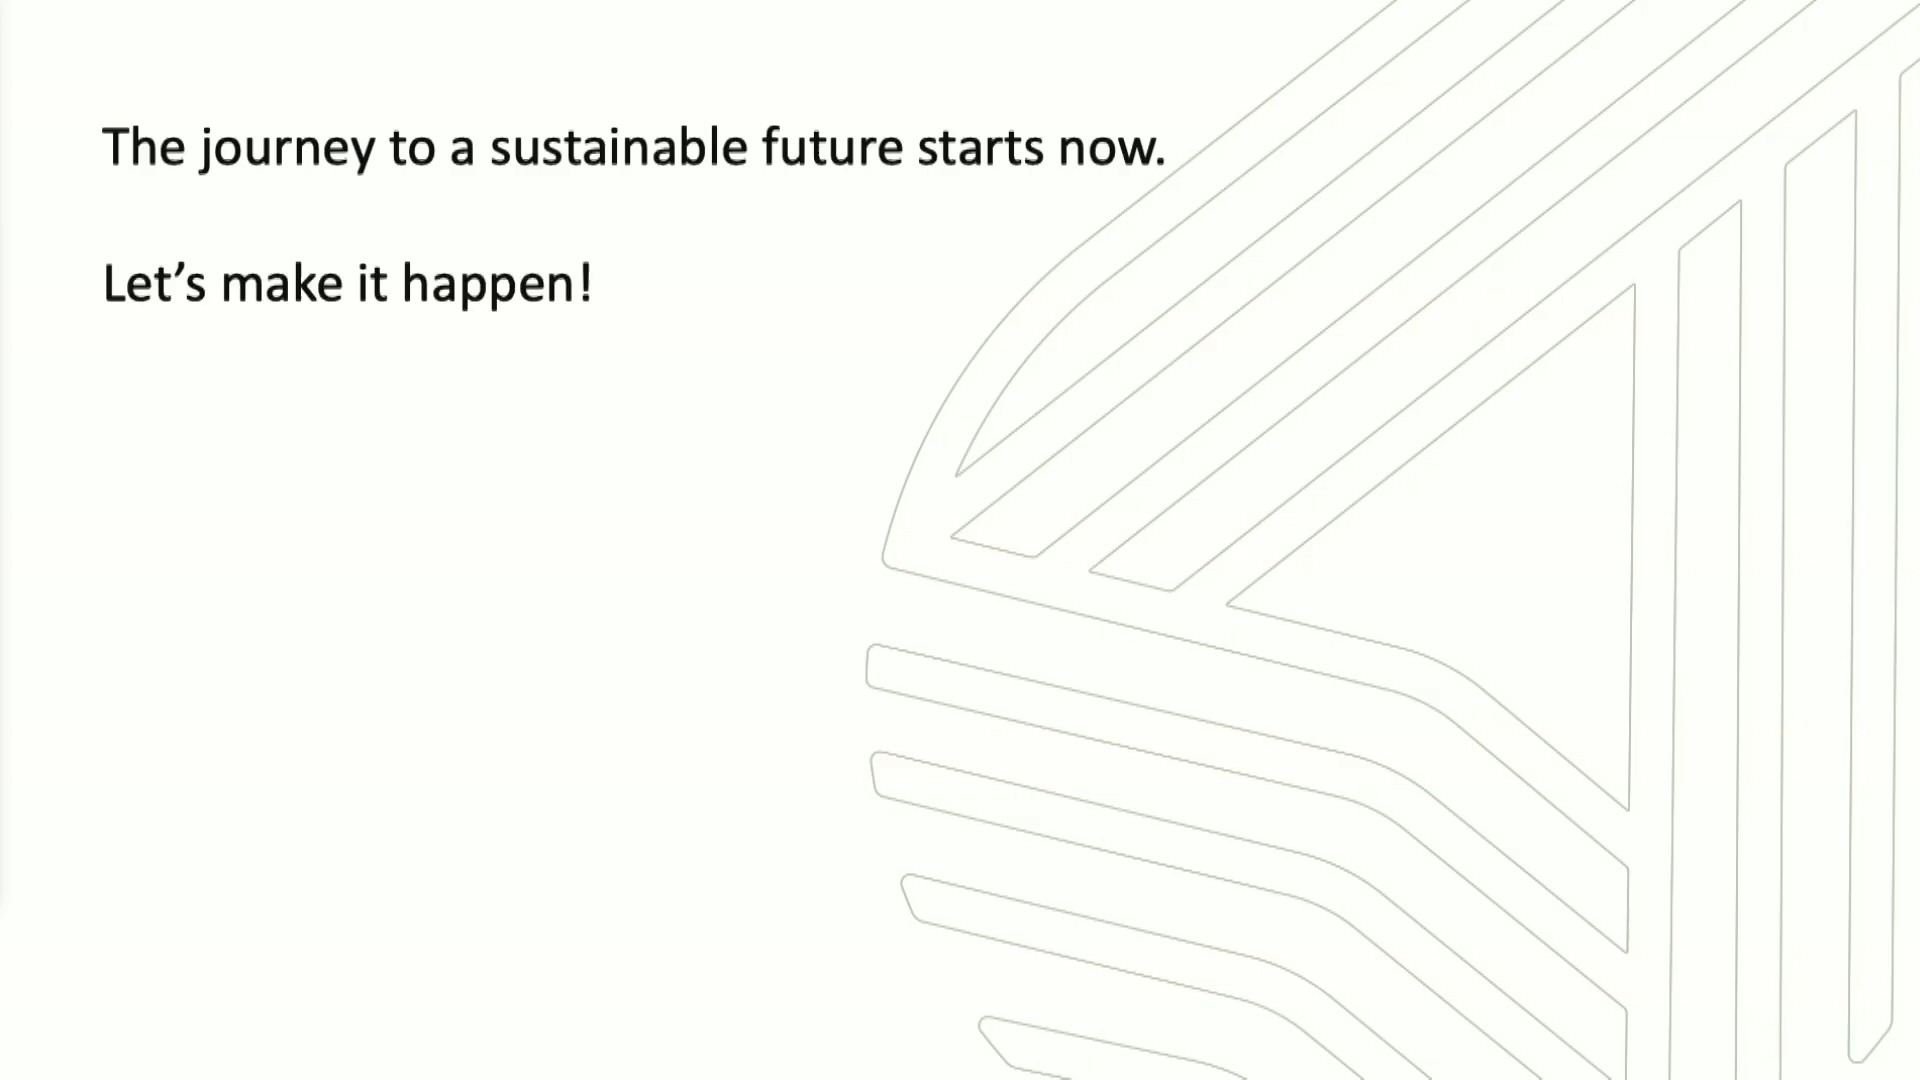 The journey to a sustainable future starts now.
Let’s make it happen!